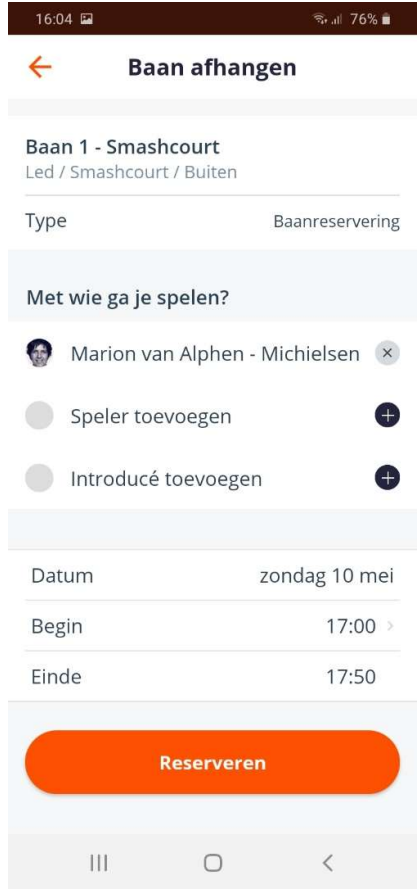 16:04 76%
Baan afhangen
Baan 1 - Smashcourt
Led / Smashcourt / Buiten
Type Baanreservering
Met wie ga je spelen?
Marion van Alphen - Michielsen
Speler toevoegen
Introducé toevoegen
Datum zondag 10 mei
Begin 17:00
Einde 17:50
Reserveren